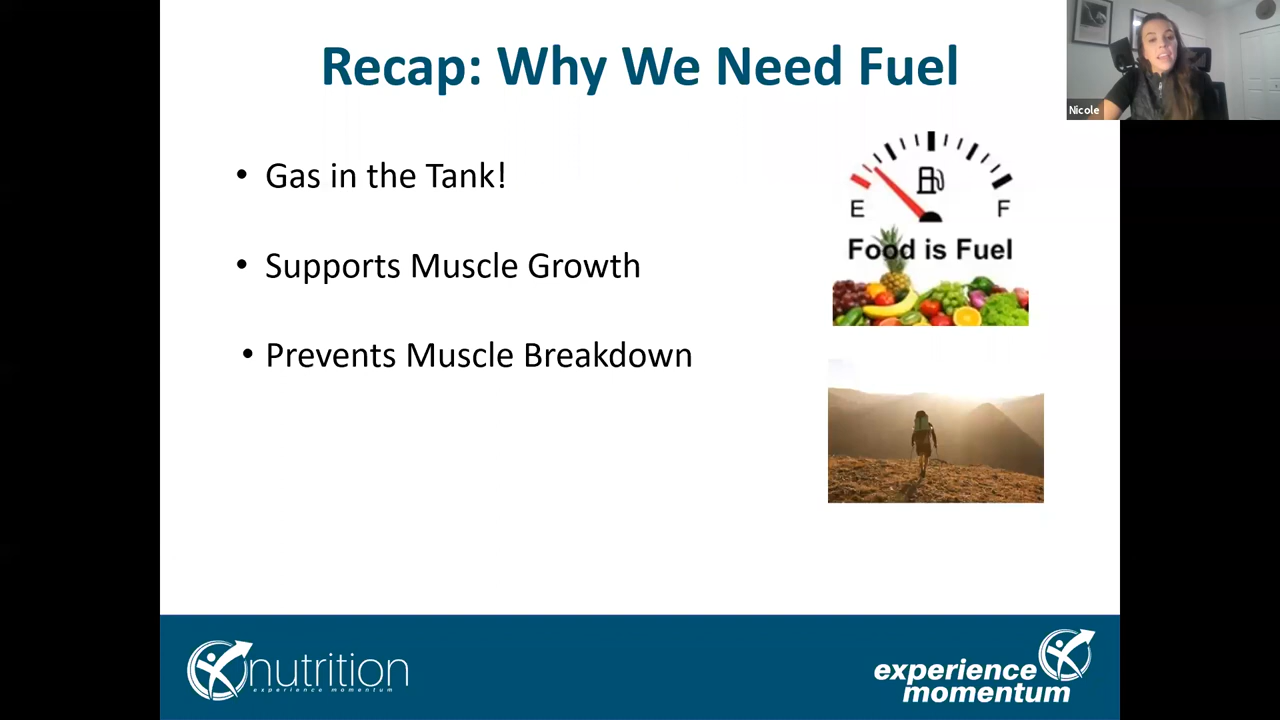 Recap: Why We Need Fuel
Nicole
• Gas in the Tank!
• Supports Muscle Growth
• Prevents Muscle Breakdown
E F
Food is Fuel
nutrition
experience momentum
experience
momentum